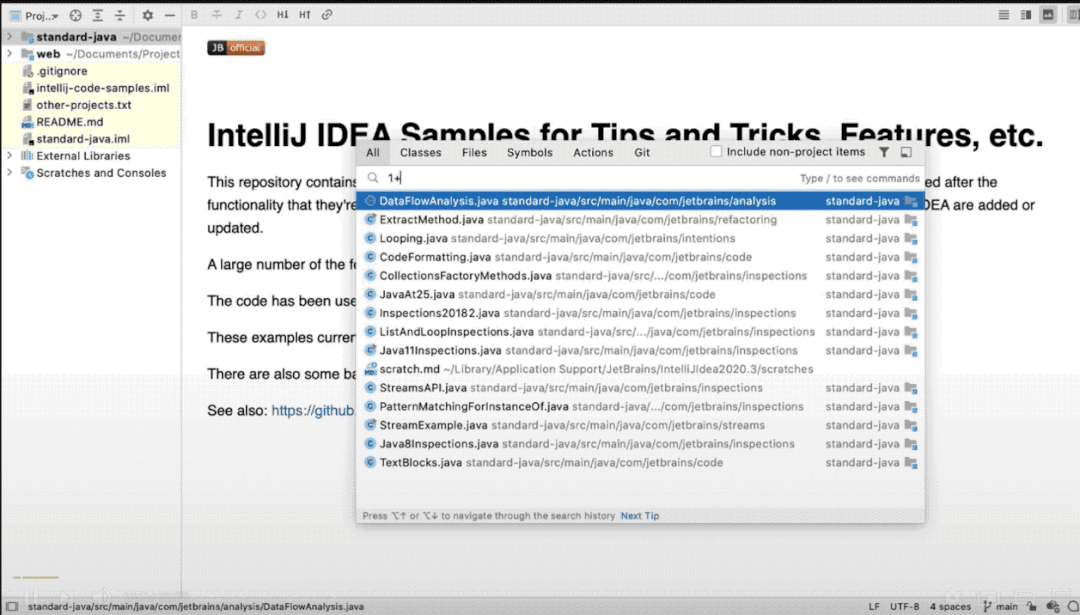 Proj...
B I <> H↓ H↑
standard-java ~/Documen
web ~/Documents/Project
.gitignore
intellij-code-samples.iml
other-projects.txt
README.md
standard-java.iml
External Libraries
Scratches and Consoles
JB official
IntelliJ IDEA Samples for Tips and Tricks, Features, etc.
This repository contains
ed after the
functionality that they're
DEA are added or
updated.
A large number of the fe
The code has been use
These examples curren
There are also some ba
See also: https://github.
All Classes Files Symbols Actions Git Include non-project items
1+ Type / to see commands
DataFlowAnalysis.java standard-java/src/main/java/com/jetbrains/analysis standard-java
ExtractMethod.java standard-java/src/main/java/com/jetbrains/refactoring standard-java
Looping.java standard-java/src/main/java/com/jetbrains/intentions standard-java
CodeFormatting.java standard-java/src/main/java/com/jetbrains/code standard-java
CollectionsFactoryMethods.java standard-java/src/.../com/jetbrains/inspections standard-java
JavaAt25.java standard-java/src/main/java/com/jetbrains/code standard-java
Inspections20182.java standard-java/src/main/java/com/jetbrains/inspections standard-java
ListAndLoopInspections.java standard-java/src/.../java/com/jetbrains/inspections standard-java
Java11Inspections.java standard-java/src/main/java/com/jetbrains/inspections standard-java
scratch.md ~/Library/Application Support/JetBrains/IntelliJIdea2020.3/scratches
StreamsAPI.java standard-java/src/main/java/com/jetbrains/inspections standard-java
PatternMatchingForInstanceOf.java standard-java/.../java/com/jetbrains/inspections standard-java
StreamExample.java standard-java/src/main/java/com/jetbrains/streams standard-java
Java8Inspections.java standard-java/src/main/java/com/jetbrains/inspections standard-java
TextBlocks.java standard-java/src/main/java/com/jetbrains/code standard-java
Press ⌥↑ or ⌥↓ to navigate through the search history Next Tip
standard-java/src/main/java/com/jetbrains/analysis/DataFlowAnalysis.java LF UTF-8 4 spaces main